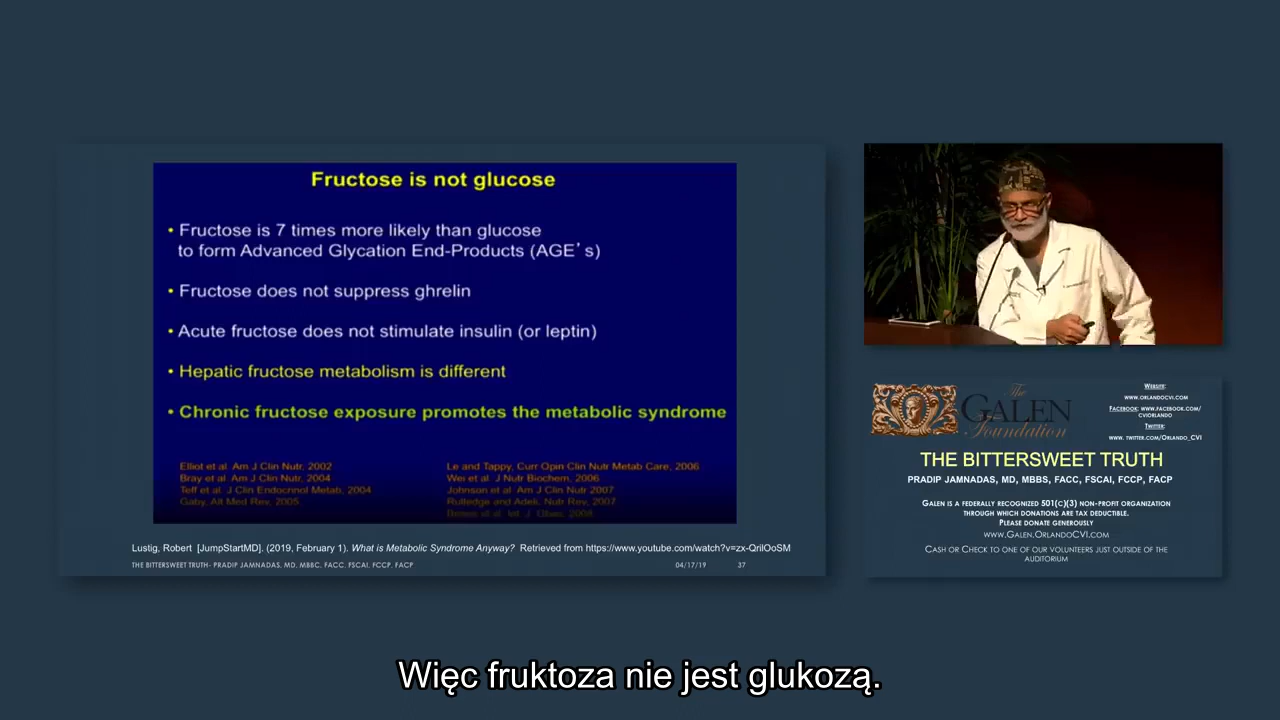 Fructose is not glucose
• Fructose is 7 times more likely than glucose
to form Advanced Glycation End-Products (AGE's)
• Fructose does not suppress ghrelin
• Acute fructose does not stimulate insulin (or leptin)
• Hepatic fructose metabolism is different
• Chronic fructose exposure promotes the metabolic syndrome
Elliot et al. Am J Clin Nutr, 2002
Bray et al. J Clin Nutr, 2004
Teff et al. J Clin Endocrinol Metab, 2004
Gaby, Alt Med Rev, 2005
Le and Tappy, Curr Opin Clin Nutr Metab Care, 2006
Wei et al. J Nutr Biochem, 2006
Johnson et al. Am J Clin Nutr 2007
Rutledge and Adeli, Nutr Rev, 2007
Lustig, Robert [JumpStartMD]. (2019, February 1). What is Metabolic Syndrome Anyway? Retrieved from https://www.youtube.com/watch?v=zx-QrilOoSM
THE BITTERSWEET TRUTH- PRADIP JAMNADAS, MD, MBBC, FACC, FSCAI, FCCP, FACP
04/17/19
37
The
GALEN
Foundation
WEBSITE:
WWW.ORLANDOCVI.COM
FACEBOOK: WWW.FACEBOOK.COM/
CVIORLANDO
TWITTER:
WWW. TWITTER.COM/ORLANDO_CVI
THE BITTERSWEET TRUTH
PRADIP JAMNADAS, MD, MBBS, FACC, FSCAI, FCCP, FACP
GALEN IS A FEDERALLY RECOGNIZED 501(C)(3) NON-PROFIT ORGANIZATION
THROUGH WHICH DONATIONS ARE TAX DEDUCTIBLE.
PLEASE DONATE GENEROUSLY
WWW.GALEN.ORLANDOCVI.COM
CASH OR CHECK TO ONE OF OUR VOLUNTEERS JUST OUTSIDE OF THE
AUDITORIUM
Więc fruktoza nie jest glukozą.